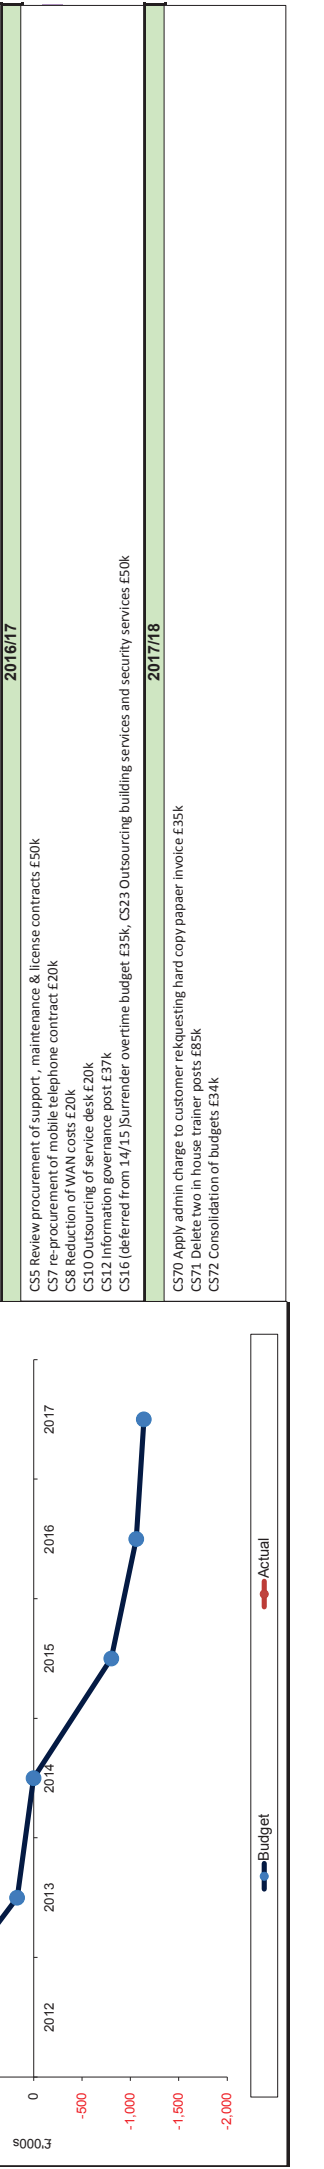 2016/17
CS5 Review procurement of support , maintenance & license contracts £50k
CS7 re-procurement of mobile telephone contract £20k
CS8 Reduction of WAN costs £20k
CS10 Outsourcing of service desk £20k
CS12 Information governance post £37k
CS16 (deferred from 14/15 )Surrender overtime budget £35k, CS23 Outsourcing building services and security services £50k
2017/18
CS70 Apply admin charge to customer rekquesting hard copy papaer invoice £35k
CS71 Delete two in house trainer posts £85k
CS72 Consolidation of budgets £34k
£'000s
0
-500
-1,000
-1,500
-2,000
2012 2013 2014 2015 2016 2017
Budget Actual